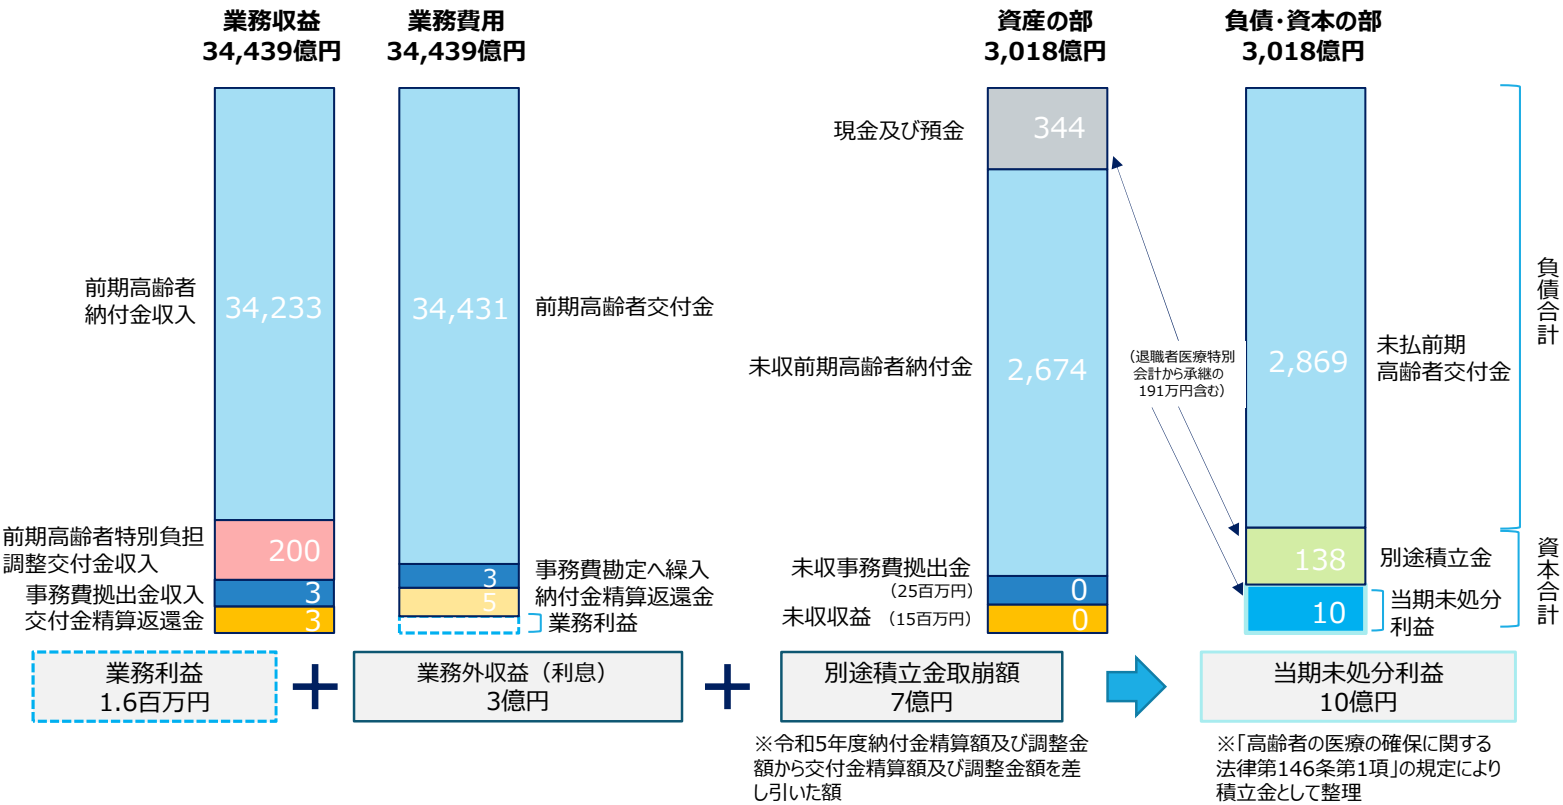 業務収益
34,439億円
業務費用
34,439億円
前期高齢者
納付金収入
34,233
34,431
前期高齢者交付金
前期高齢者特別負担
調整交付金収入
200
事務費拠出金収入
3
交付金精算返還金
3
3
事務費勘定へ繰入
5
納付金精算返還金
業務利益
資産の部
3,018億円
負債・資本の部
3,018億円
現金及び預金
344
未収前期高齢者納付金
2,674
(退職者医療特別
会計から承継の
191万円含む)
2,869
未払前期
高齢者交付金
負債合計
未収事務費拠出金
(25百万円)
0
未収収益 (15百万円)
0
138
別途積立金
10
当期未処分
利益
資本合計
業務利益
1.6百万円
+
業務外収益(利息)
3億円
+
別途積立金取崩額
7億円
当期未処分利益
10億円
※令和5年度納付金精算額及び調整金
額から交付金精算額及び調整金額を差
し引いた額
※「高齢者の医療の確保に関する
法律第146条第1項」の規定により
積立金として整理